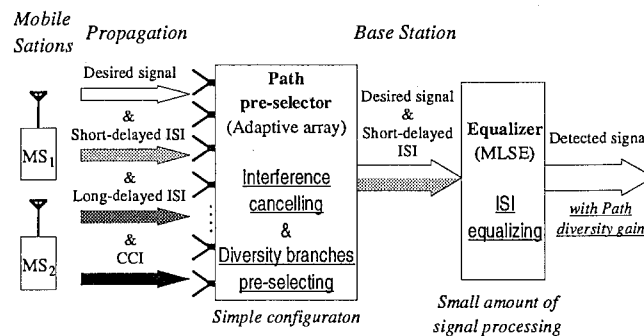 Mobile
Sations
Propagation
Base Station
Desired signal
&
Short-delayed ISI
&
Long-delayed ISI
&
CCI
MS1
MS2
Path
pre-selector
(Adaptive array)
Interference
cancelling
&
Diversity branches
pre-selecting
Simple configuraton
Desired signal
&
Short-delayed
ISI
Equalizer
(MLSE)
ISI
equalizing
Small amount of
signal processing
Detected signal
with Path
diversity gain